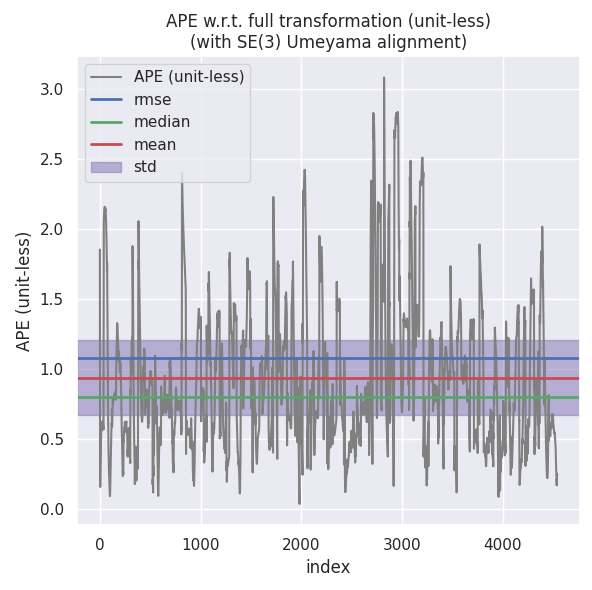 APE w.r.t. full transformation (unit-less)
(with SE(3) Umeyama alignment)
APE (unit-less)
rmse
median
mean
std
APE (unit-less)
3.0
2.5
2.0
1.5
1.0
0.5
0.0
0
1000
2000
3000
4000
index